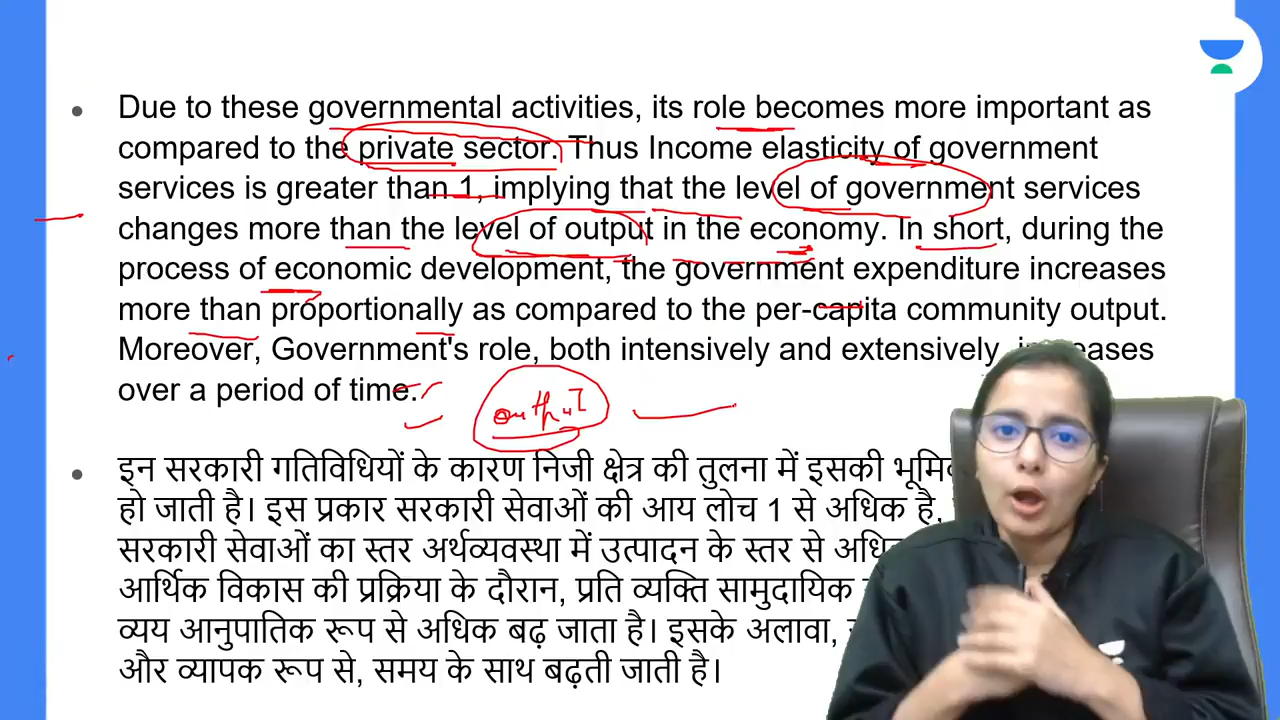 Due to these governmental activities, its role becomes more important as
compared to the private sector. Thus Income elasticity of government
services is greater than 1, implying that the level of government services
changes more than the level of output in the economy. In short, during the
process of economic development, the government expenditure increases
more than proportionally as compared to the per-capita community output.
Moreover, Government's role, both intensively and extensively, increases
over a period of time.
output
इन सरकारी गतिविधियों के कारण निजी क्षेत्र की तुलना में इसकी
हो जाती है। इस प्रकार सरकारी सेवाओं की आय लोच 1 से अधिक है,
सरकारी सेवाओं का स्तर अर्थव्यवस्था में उत्पादन के स्तर से
आर्थिक विकास की प्रक्रिया के दौरान, प्रति व्यक्ति सामुदायिक
व्यय आनुपातिक रूप से अधिक बढ़ जाता है। इसके अलावा,
और व्यापक रूप से, समय के साथ बढ़ती जाती है।